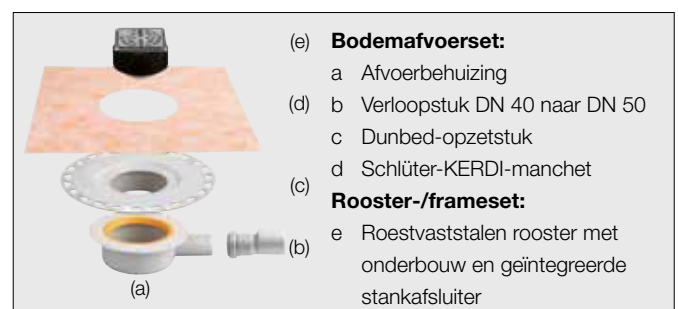 (e)
Bodemafvoerset:
a Afvoerbehuizing
(d)
b Verloopstuk DN 40 naar DN 50
c Dunbed-opzetstuk
d Schlüter-KERDI-manchet
(c)
Rooster-/frameset:
(b)
e Roestvaststalen rooster met
onderbouw en geïntegreerde
(a)
stankafsluiter